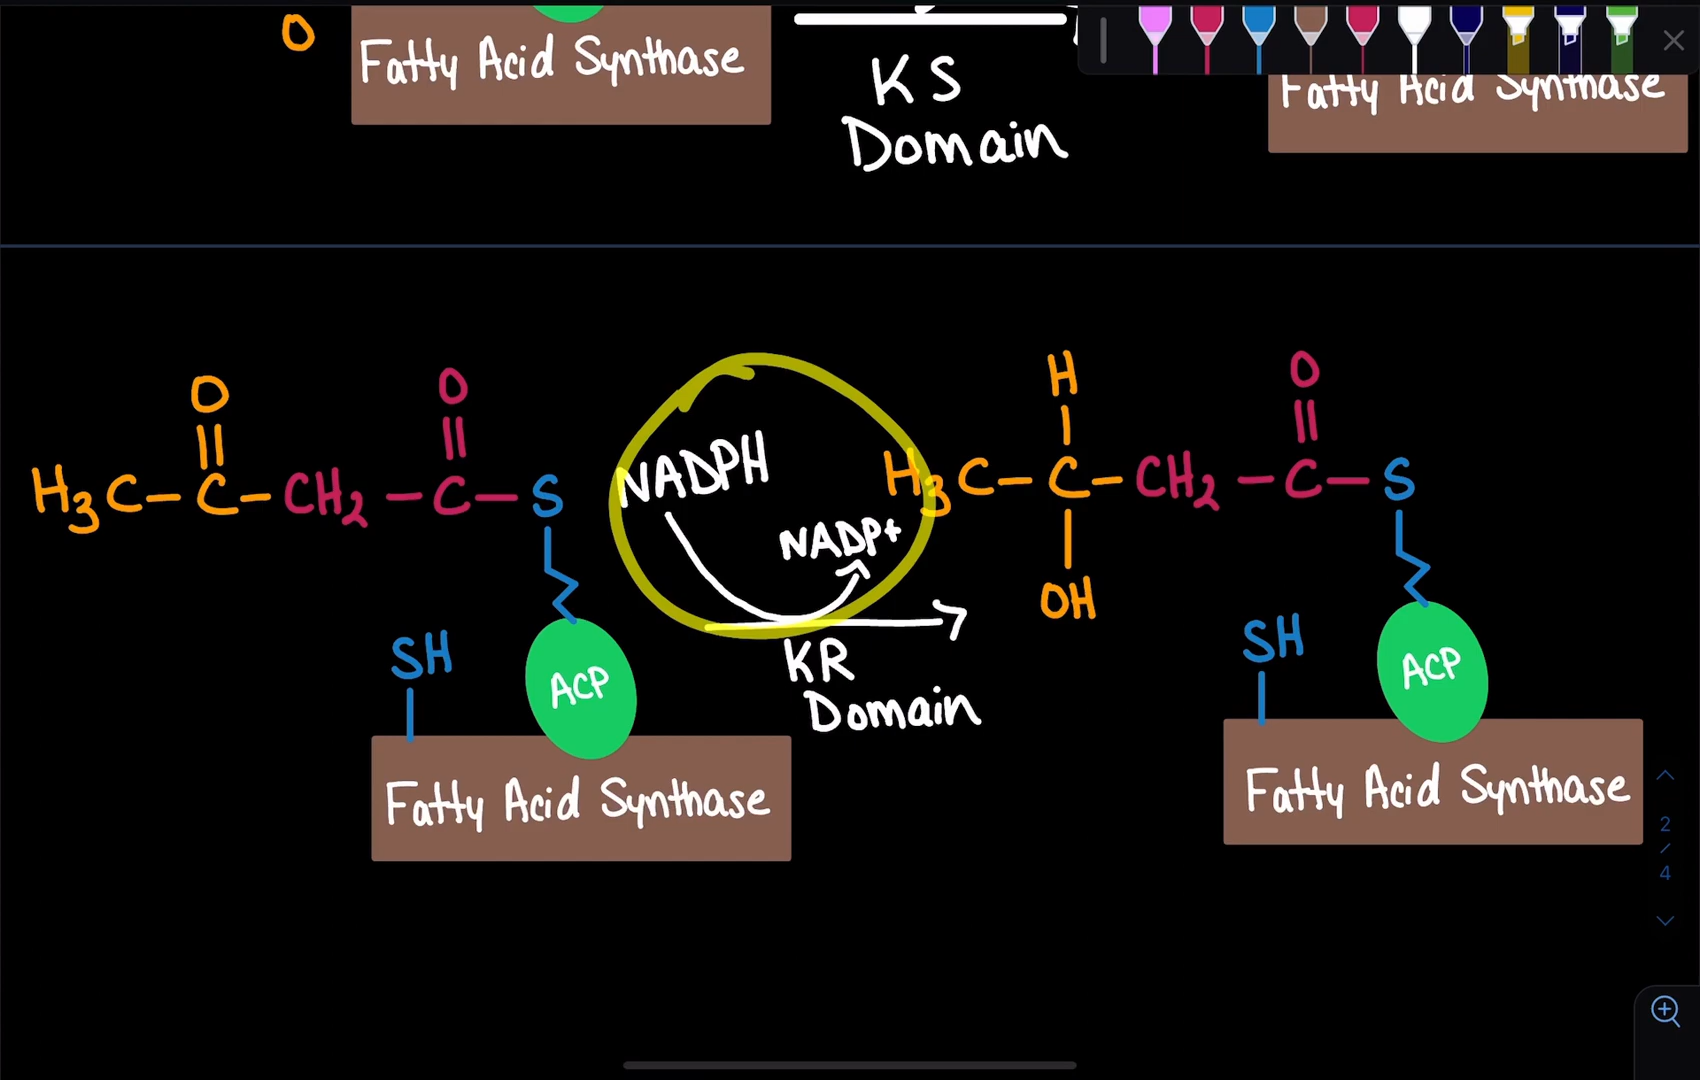 O
Fatty Acid Synthase
KS
Domain
Fatty Acid Synthase
O
H3C-C-CH2-C-S
O
NADPH
NADP+
KR
Domain
SH
ACP
Fatty Acid Synthase
H
O
H3C-C-CH2-C-S
OH
SH
ACP
Fatty Acid Synthase
2
/
4